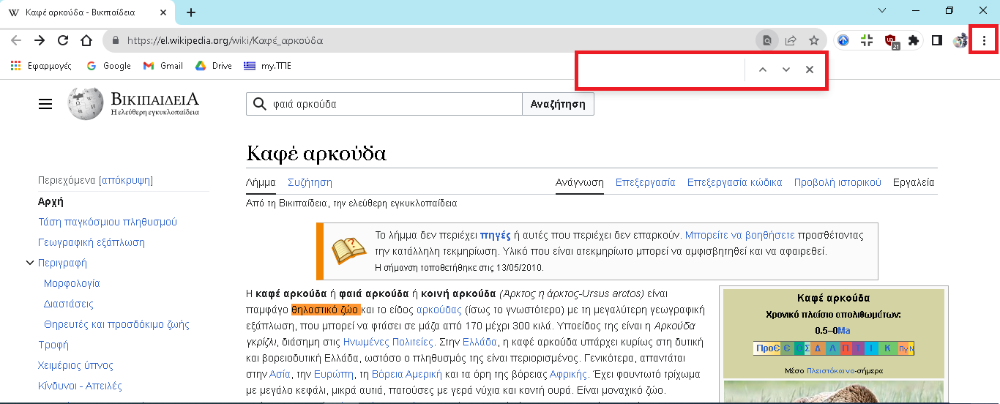 Καφέ αρκούδα - Βικιπαίδεια
https://el.wikipedia.org/wiki/Καφέ_αρκούδα
21
Εφαρμογές
Google
Gmail
Drive
my.ΤΠΕ
ΒΙΚΙΠΑΙΔΕΙΑ
Η ελεύθερη εγκυκλοπαίδεια
φαιά αρκούδα
Αναζήτηση
Καφέ αρκούδα
Περιεχόμενα [απόκρυψη]
Αρχή
Τάση παγκόσμιου πληθυσμού
Γεωγραφική εξάπλωση
Περιγραφή
Μορφολογία
Διαστάσεις
Θηρευτές και προσδόκιμο ζωής
Τροφή
Χειμέριος ύπνος
Κίνδυνοι - Απειλές
Λήμμα Συζήτηση Ανάγνωση Επεξεργασία Επεξεργασία κώδικα Προβολή ιστορικού Εργαλεία
Από τη Βικιπαίδεια, την ελεύθερη εγκυκλοπαίδεια
Το λήμμα δεν περιέχει πηγές ή αυτές που περιέχει δεν επαρκούν. Μπορείτε να βοηθήσετε προσθέτοντας
την κατάλληλη τεκμηρίωση. Υλικό που είναι ατεκμηρίωτο μπορεί να αμφισβητηθεί και να αφαιρεθεί.
Η σήμανση τοποθετήθηκε στις 13/05/2010.
Η καφέ αρκούδα ή φαιά αρκούδα ή κοινή αρκούδα (Άρκτος η άρκτος-Ursus arctos) είναι
παμφάγο θηλαστικό ζώο και το είδος αρκούδας (ίσως το γνωστότερο) με τη μεγαλύτερη γεωγραφική
εξάπλωση, που μπορεί να φτάσει σε μάζα από 170 μέχρι 300 κιλά. Υποείδος της είναι η Αρκούδα
γκρίζλι, διάσημη στις Ηνωμένες Πολιτείες. Στην Ελλάδα, η καφέ αρκούδα υπάρχει κυρίως στη δυτική
και βορειοδυτική Ελλάδα, ωστόσο ο πληθυσμός της είναι περιορισμένος. Γενικότερα, απαντάται
στην Ασία, την Ευρώπη, τη Βόρεια Αμερική και τα όρη της βόρειας Αφρικής. Έχει φουντωτό τρίχωμα
με μεγάλο κεφάλι, μικρά αυτιά, πατούσες με γερά νύχια και κοντή ουρά. Είναι μοναχικό ζώο.
Καφέ αρκούδα
Χρονικό πλαίσιο απολιθωμάτων:
0.5–0Ma
ΠροЄ Є Ο Σ Δ Λ Π Τ Ι Κ Πγ Ν
Μέσο Πλειστόκαινο-σήμερα